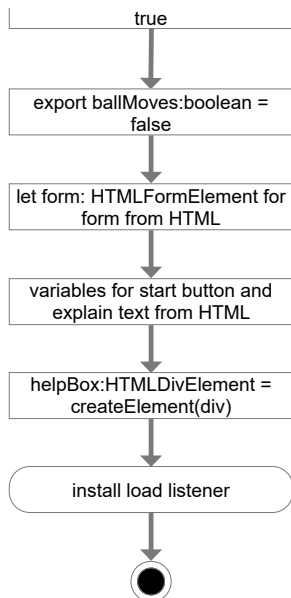 true
export ballMoves:boolean =
false
let form: HTMLFormElement for
form from HTML
variables for start button and
explain text from HTML
helpBox:HTMLDivElement =
createElement(div)
install load listener